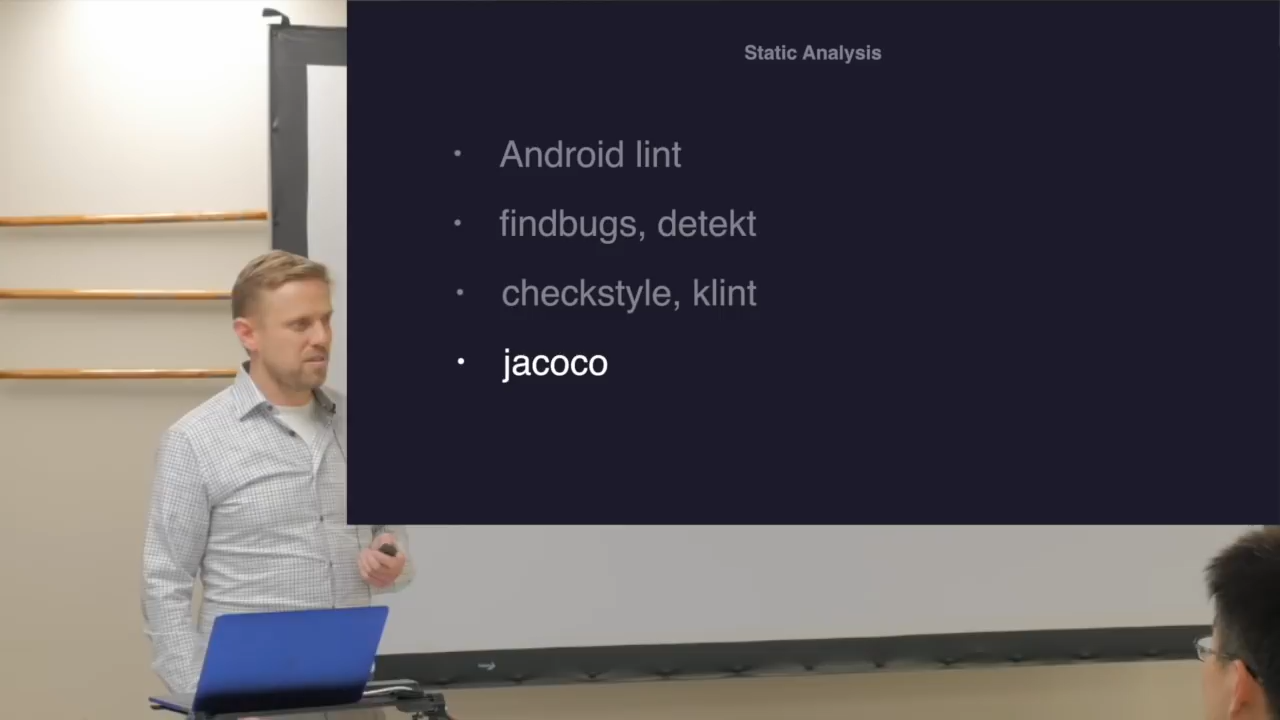 Static Analysis
• Android lint
• findbugs, detekt
• checkstyle, klint
• jacoco